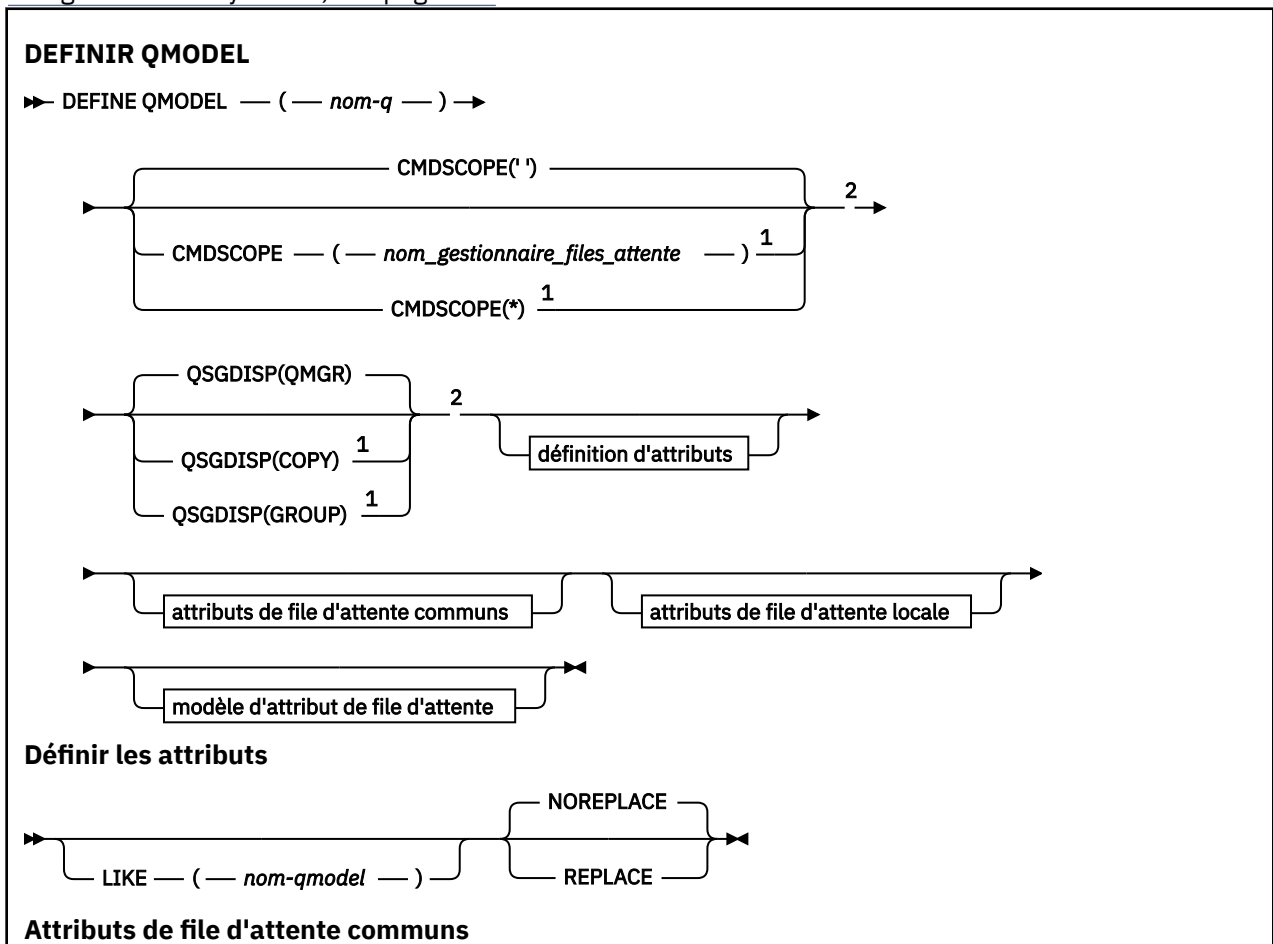 DEFINIR QMODEL
DEFINE QMODEL ( nom-q )
CMDSCOPE(' ')
2
CMDSCOPE ( nom_gestionnaire_files_attente ) 1
CMDSCOPE(*) 1
QSGDISP(QMGR)
2
QSGDISP(COPY) 1
définition d'attributs
QSGDISP(GROUP) 1
attributs de file d'attente communs attributs de file d'attente locale
modèle d'attribut de file d'attente
Définir les attributs
NOREPLACE
LIKE ( nom-qmodel ) REPLACE
Attributs de file d'attente communs